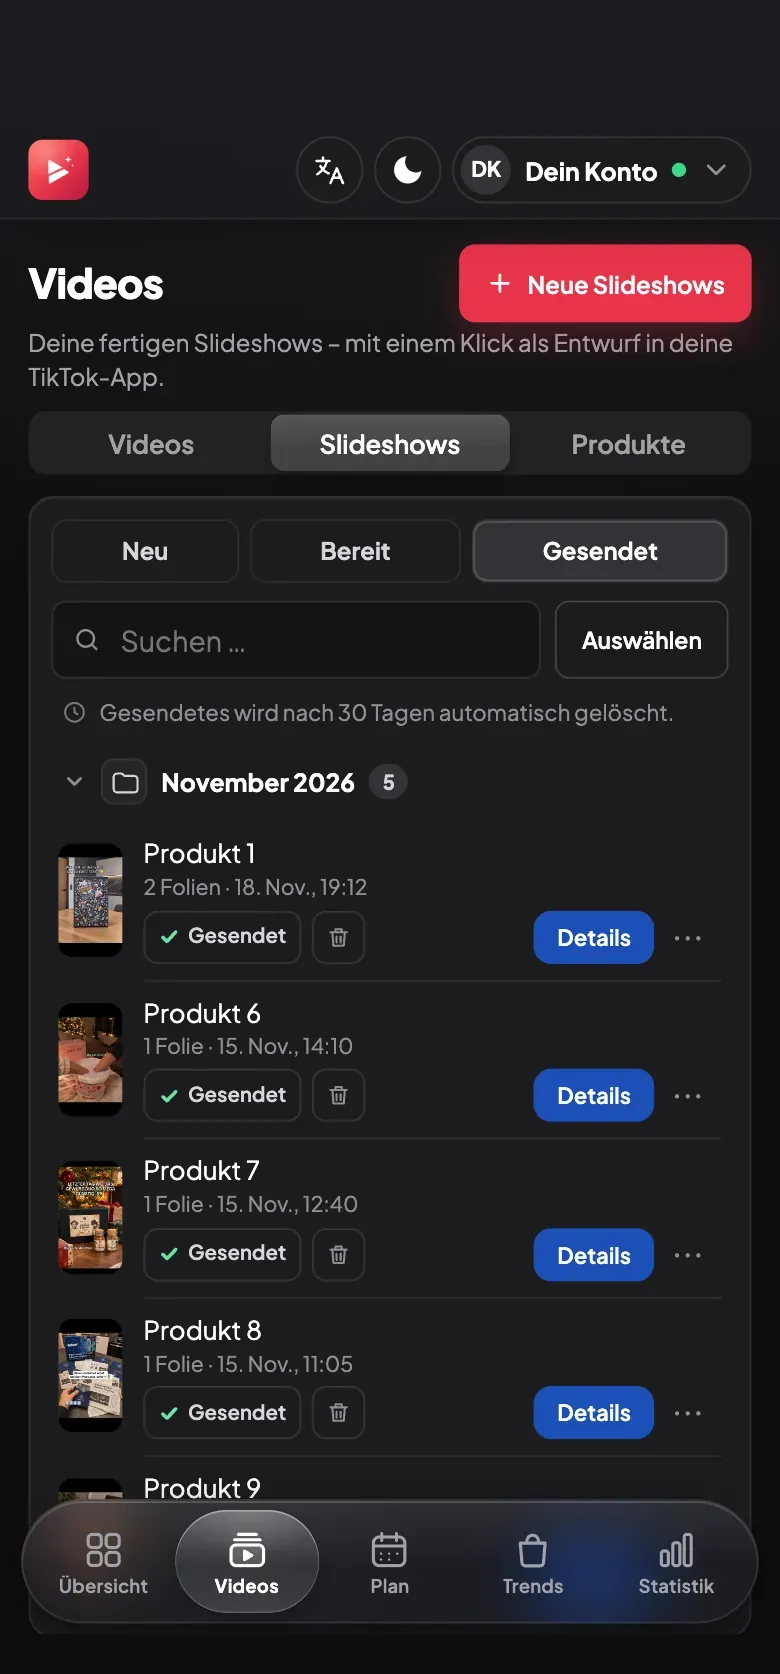 DK Dein Konto
Videos
+ Neue Slideshows
Deine fertigen Slideshows – mit einem Klick als Entwurf in deine
TikTok-App.
Videos Slideshows Produkte
Neu Bereit Gesendet
Suchen ... Auswählen
Gesendetes wird nach 30 Tagen automatisch gelöscht.
November 2026 5
Produkt 1
2 Folien · 18. Nov., 19:12
Gesendet Details ...
Produkt 6
1 Folie · 15. Nov., 14:10
Gesendet Details ...
Produkt 7
1 Folie · 15. Nov., 12:40
Gesendet Details ...
Produkt 8
1 Folie · 15. Nov., 11:05
Gesendet Details ...
Produkt 9
Übersicht Videos Plan Trends Statistik